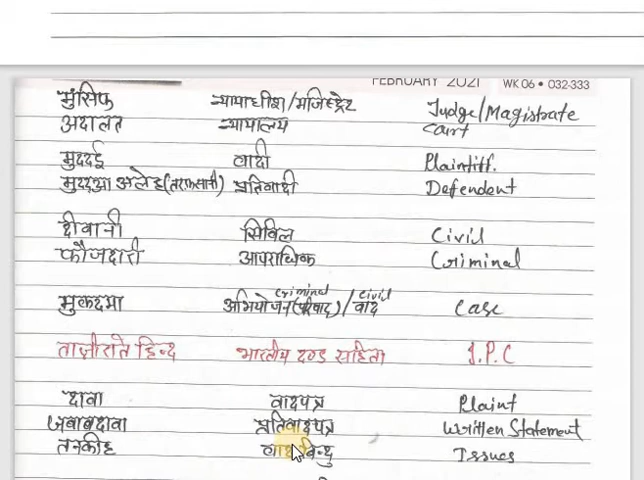 FEBRUARY 2021 WK 06 • 032-333
मुंसिफ न्यायाधीश/मजिस्ट्रेट Judge/Magistrate
अदालत न्यायालय Court
मुद्दई वादी Plaintiff.
मुद्दआ अलेह (तरफसानी) प्रतिवादी Defendent
दीवानी सिविल Civil
फौजदारी आपराधिक Criminal
मुकदमा अभियोजन(परिवाद) criminal / वाद civil Case
ताज़ीराते हिन्द भारतीय दण्ड संहिता I.P.C
दावा वादपत्र Plaint
जवाबदावा प्रतिवादपत्र Written Statement
तनकीह वाद बिन्दु Issues